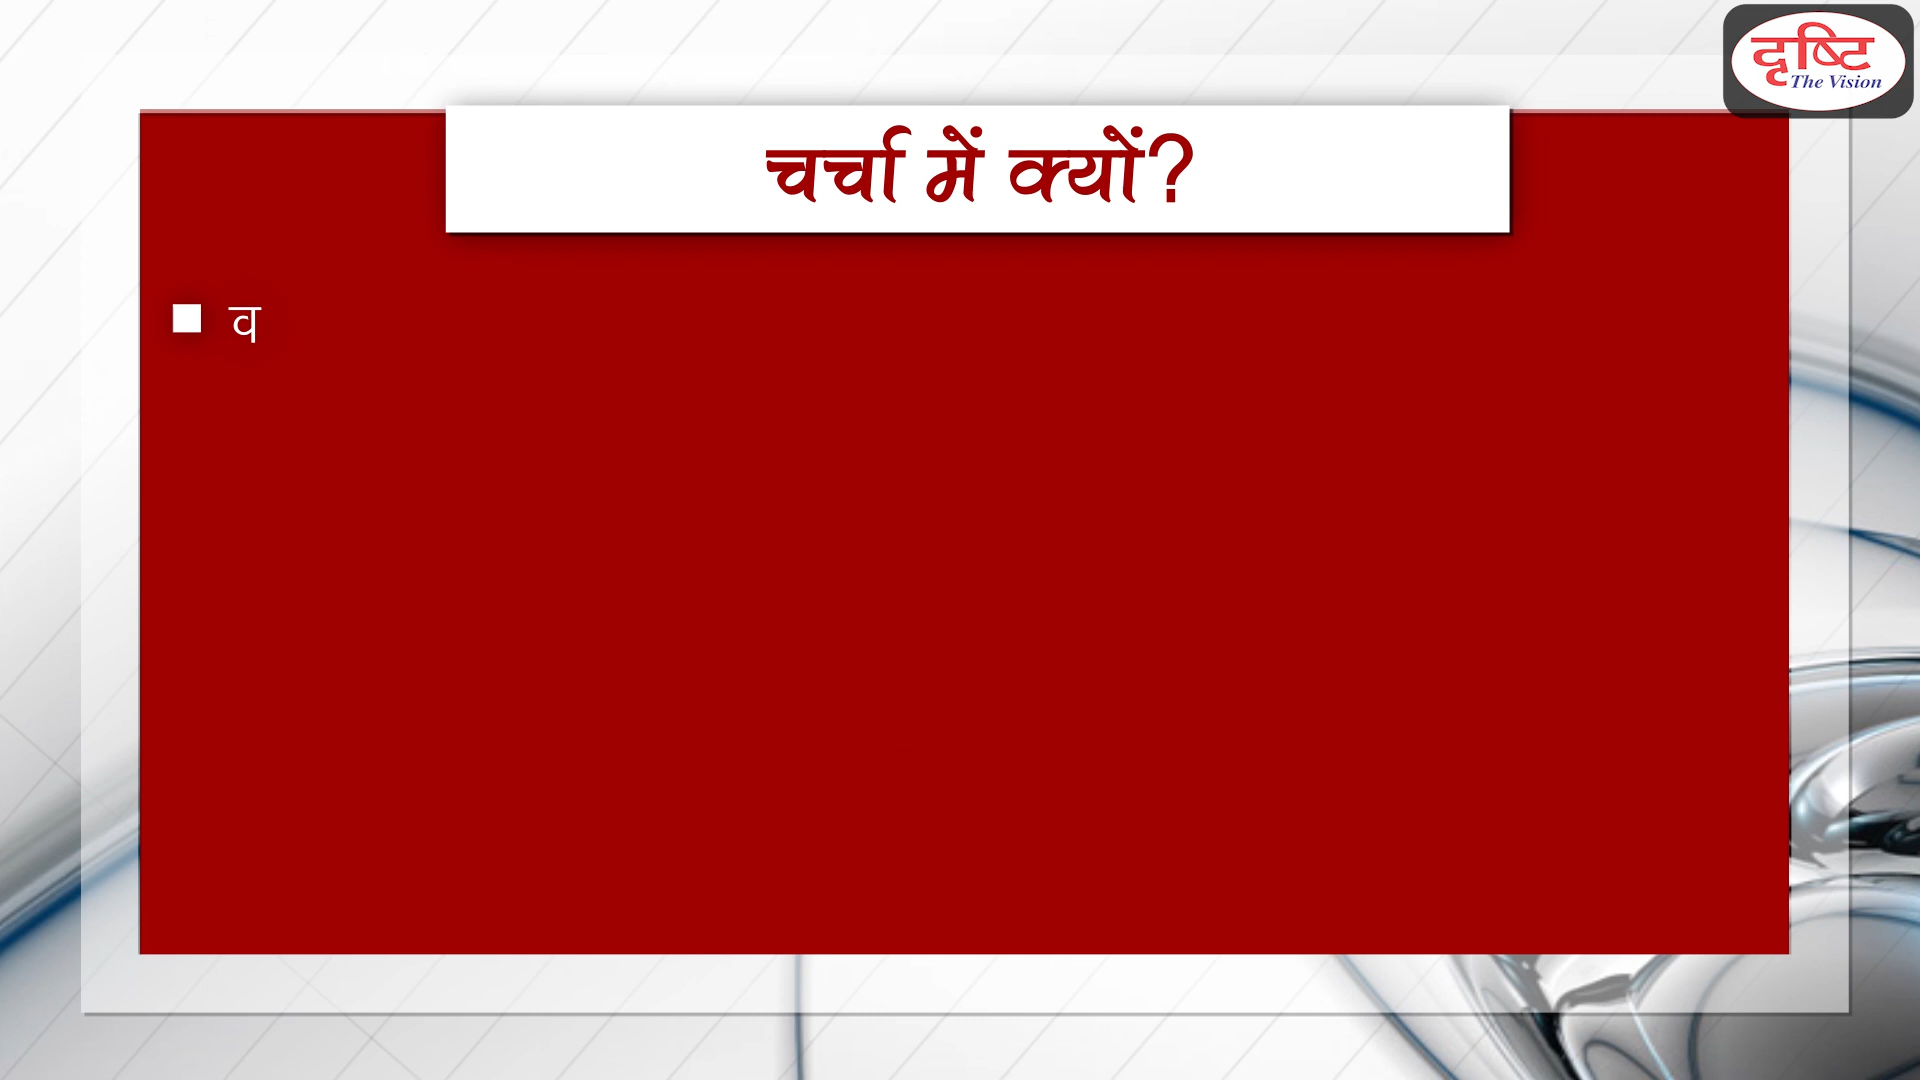 दृष्टि
The Vision
चर्चा में क्यों?
व